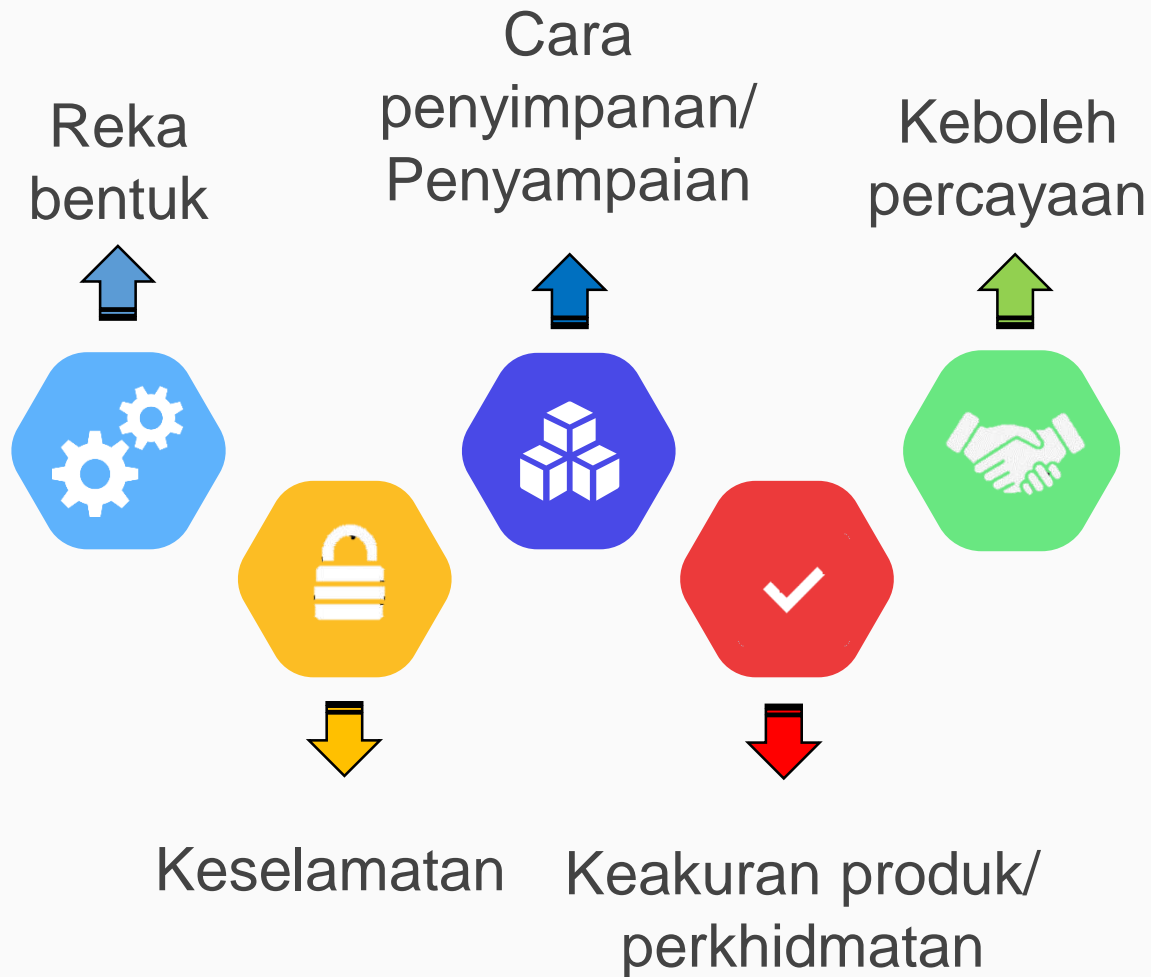 Reka
bentuk
Cara
penyimpanan/
Penyampaian
Keboleh
percayaan
Keselamatan
Keakuran produk/
perkhidmatan